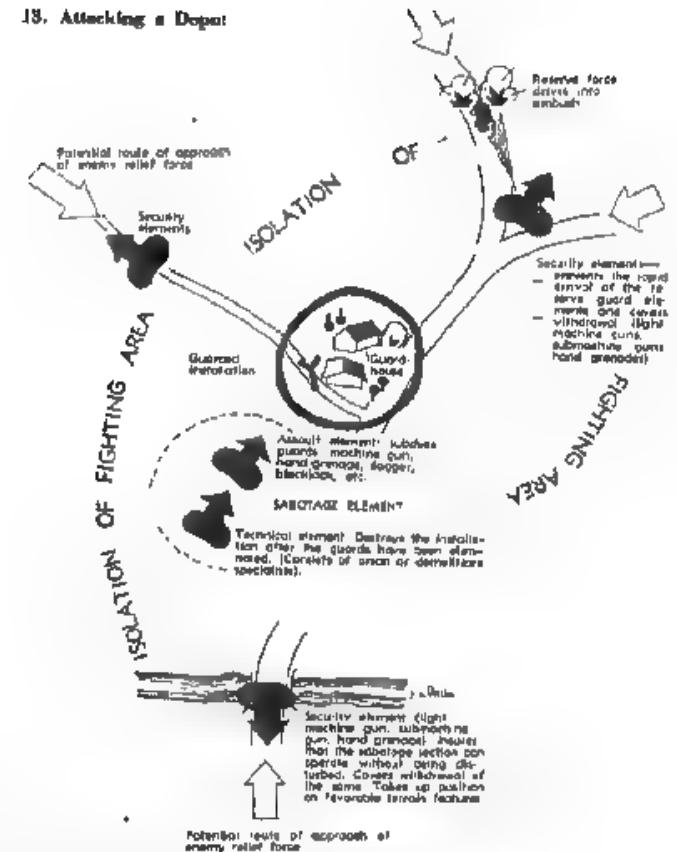 13. Attacking a Depot
Reserve force
drives into
ambush
Potential route of approach
of enemy relief force
OF
ISOLATION
Security
elements
Security elements—
— prevents the rapid
arrival of the re-
serve guard ele-
ments and covers
— withdrawal (light
machine guns,
submachine guns
hand grenades)
Guarded
installation
Guard-
house
FIGHTING AREA
ISOLATION OF FIGHTING AREA
Assault element: subdues
guards machine gun,
hand grenade, dagger,
blackjack, etc.
SABOTAGE ELEMENT
Technical element Destroys the installa-
tion after the guards have been elimi-
nated. (Consists of or demolitions
specialists).
Security element (light
machine gun, submachine
gun, hand grenades) insures
that the sabotage section can
operate without being dis-
turbed. Covers withdrawal of
the same Takes up position
on favorable terrain features
Potential route of approach of
enemy relief force